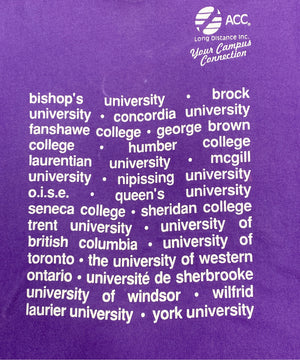 ACC.
Long Distance Inc.
Your Campus
Connection
bishop's university • brock
university • concordia university
fanshawe college • george brown
college • humber college
laurentian university • mcgill
university • nipissing university
o.i.s.e. • queen's university
seneca college • sheridan college
trent university • university of
british columbia • university of
toronto • the university of western
ontario • université de sherbrooke
university of windsor • wilfrid
laurier university • york university